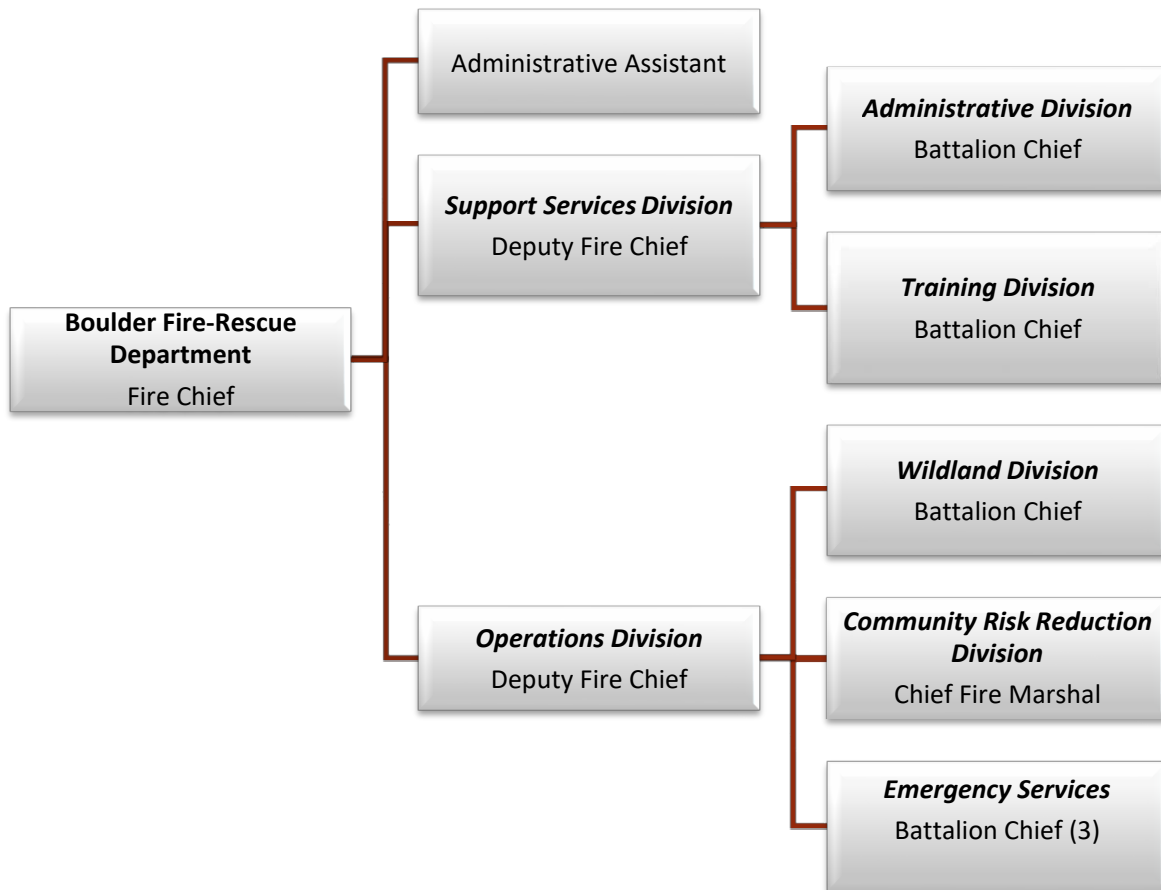 Administrative Assistant
Administrative Division
Battalion Chief
Support Services Division
Deputy Fire Chief
Training Division
Battalion Chief
Boulder Fire-Rescue
Department
Fire Chief
Wildland Division
Battalion Chief
Operations Division
Deputy Fire Chief
Community Risk Reduction
Division
Chief Fire Marshal
Emergency Services
Battalion Chief (3)